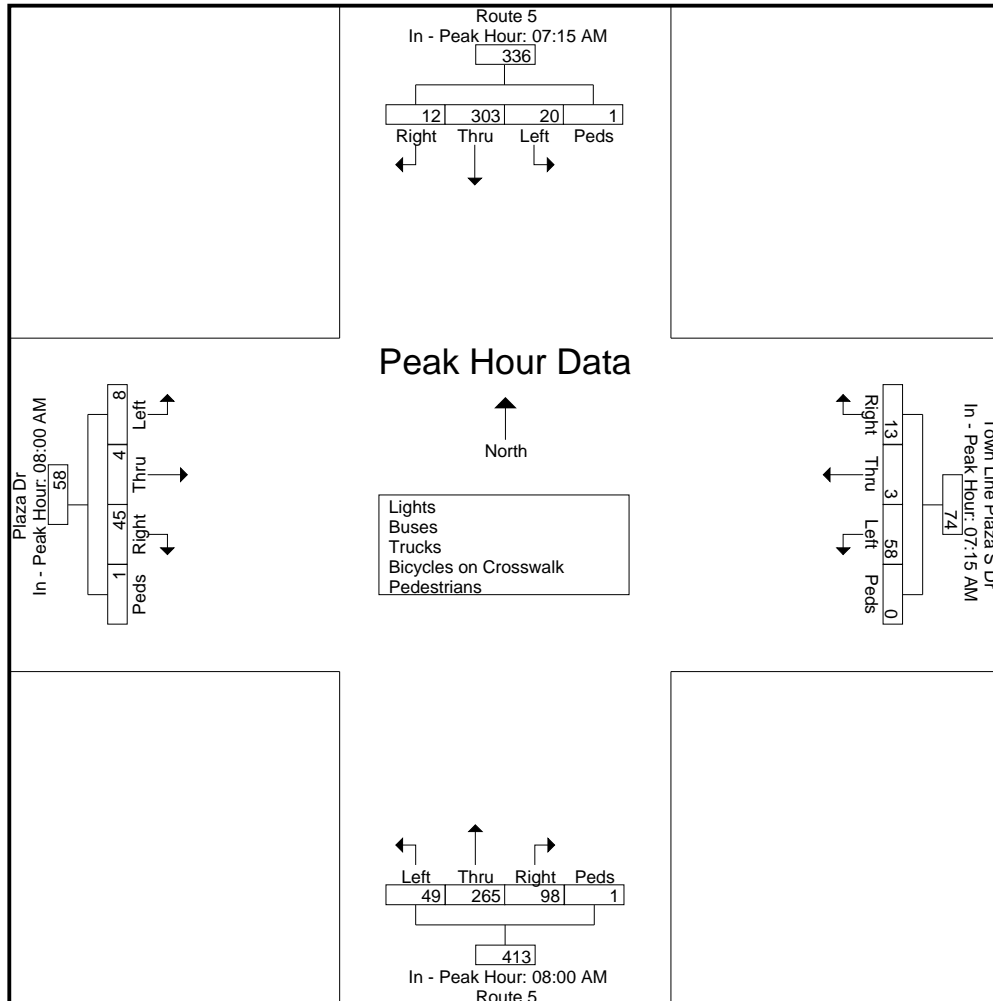 Route 5
In - Peak Hour: 07:15 AM
336
12 303 20 1
Right Thru Left Peds
Peak Hour Data
North
Lights
Buses
Trucks
Bicycles on Crosswalk
Pedestrians
Plaza Dr
In - Peak Hour: 08:00 AM
58
8 4 45 1
Left Thru Right Peds
Town Line Plaza S Dr
In - Peak Hour: 07:15 AM
74
13 3 58 0
Right Thru Left Peds
Left Thru Right Peds
49 265 98 1
413
In - Peak Hour: 08:00 AM
Route 5